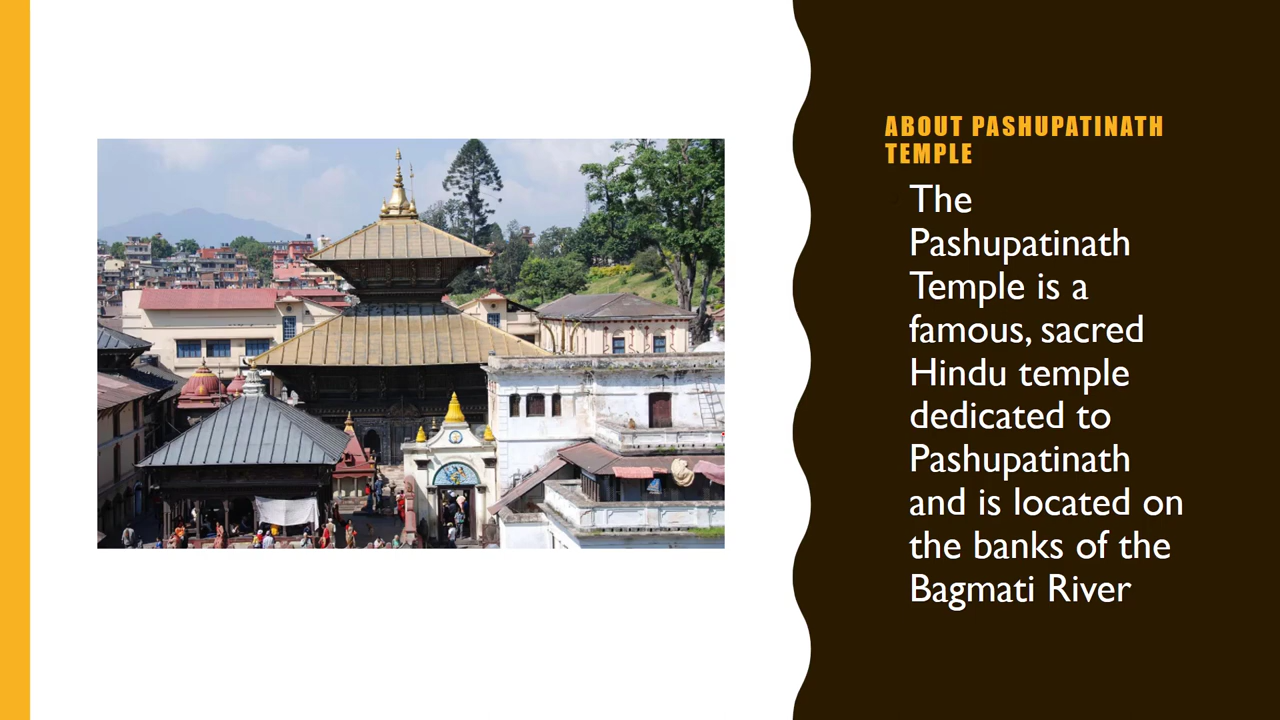 ABOUT PASHUPATINATH
TEMPLE
The
Pashupatinath
Temple is a
famous, sacred
Hindu temple
dedicated to
Pashupatinath
and is located on
the banks of the
Bagmati River